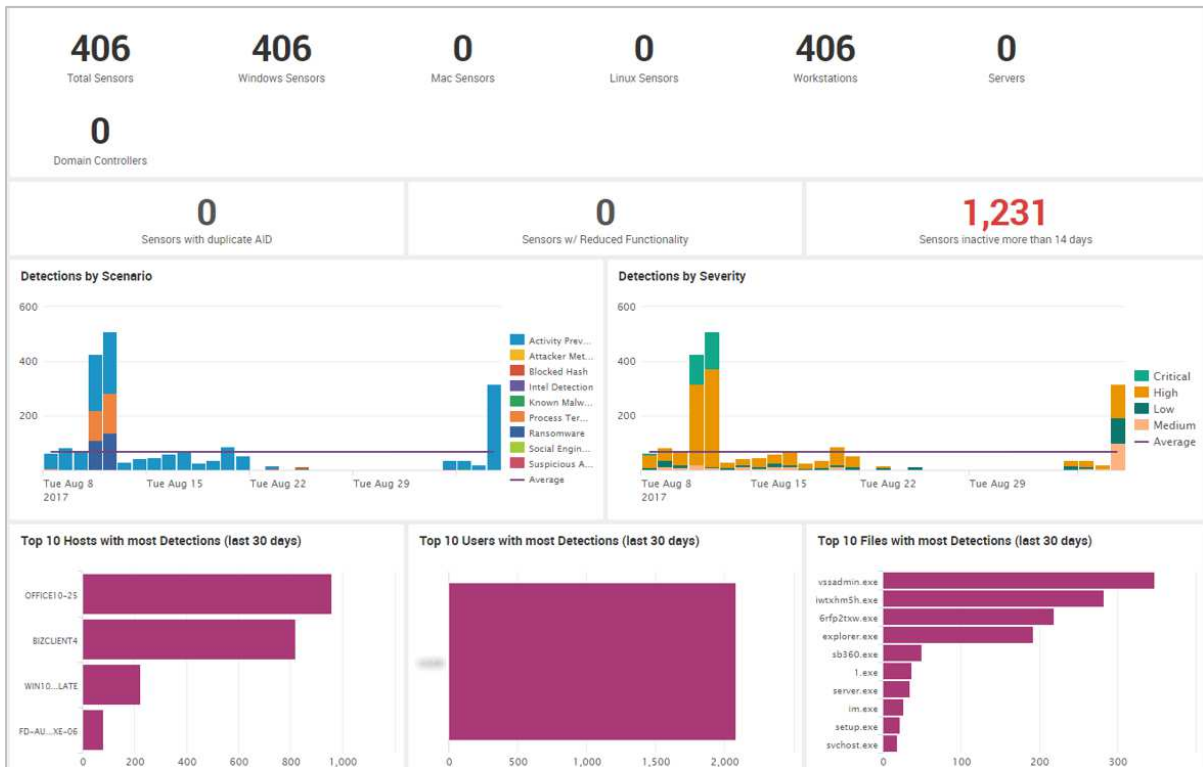 406 406 0 0 406 0
Total Sensors Windows Sensors Mac Sensors Linux Sensors Workstations Servers
0
Domain Controllers
0
Sensors with duplicate AID
0
Sensors w/ Reduced Functionality
1,231
Sensors inactive more than 14 days
Detections by Scenario
600
400
200
Tue Aug 8 Tue Aug 15 Tue Aug 22 Tue Aug 29
2017
Activity Prev...
Attacker Met...
Blocked Hash
Intel Detection
Known Malw...
Process Ter...
Ransomware
Social Engin...
Suspicious A...
Average
Detections by Severity
600
400
200
Tue Aug 8 Tue Aug 15 Tue Aug 22 Tue Aug 29
2017
Critical
High
Low
Medium
Average
Top 10 Hosts with most Detections (last 30 days)
OFFICE10-25
BIZCLIENT4
WIN10...LATE
FD-AU...XE-06
0 200 400 600 800 1,000
Top 10 Users with most Detections (last 30 days)
0 500 1,000 1,500 2,000
Top 10 Files with most Detections (last 30 days)
vssadmin.exe
iwtxhm5h.exe
6rfp2txw.exe
explorer.exe
sb360.exe
1.exe
server.exe
im.exe
setup.exe
svchost.exe
0 100 200 300